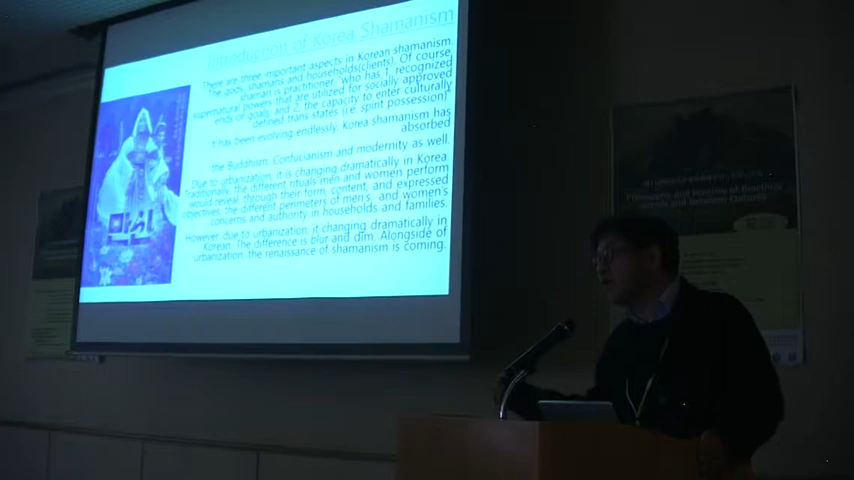 Introduction of Korea Shamanism
There are three important aspects in Korean shamanism
The gods, shamans and households(clients). Of course,
shaman is practitioner "who has 1, recognized
supernatural powers that are utilized for socially approved
ends of goals and 2, the capacity to enter culturally
defined trans states (i.e. spirit possession)"
It has been evolving endlessly, Korea shamanism has
absorbed
the Buddhism, Confucianism and modernity as well.
Due to urbanization, it is changing dramatically in Korea.
Traditionally, the different rituals men and women perform
would reveal, through their form, content, and expressed
objectives, the different perimeters of men's and women's
concerns and authority in households and families.
However, due to urbanization, it changing dramatically in
Korean. The difference is blur and dim. Alongside of
urbanization, the renaissance of shamanism is coming.